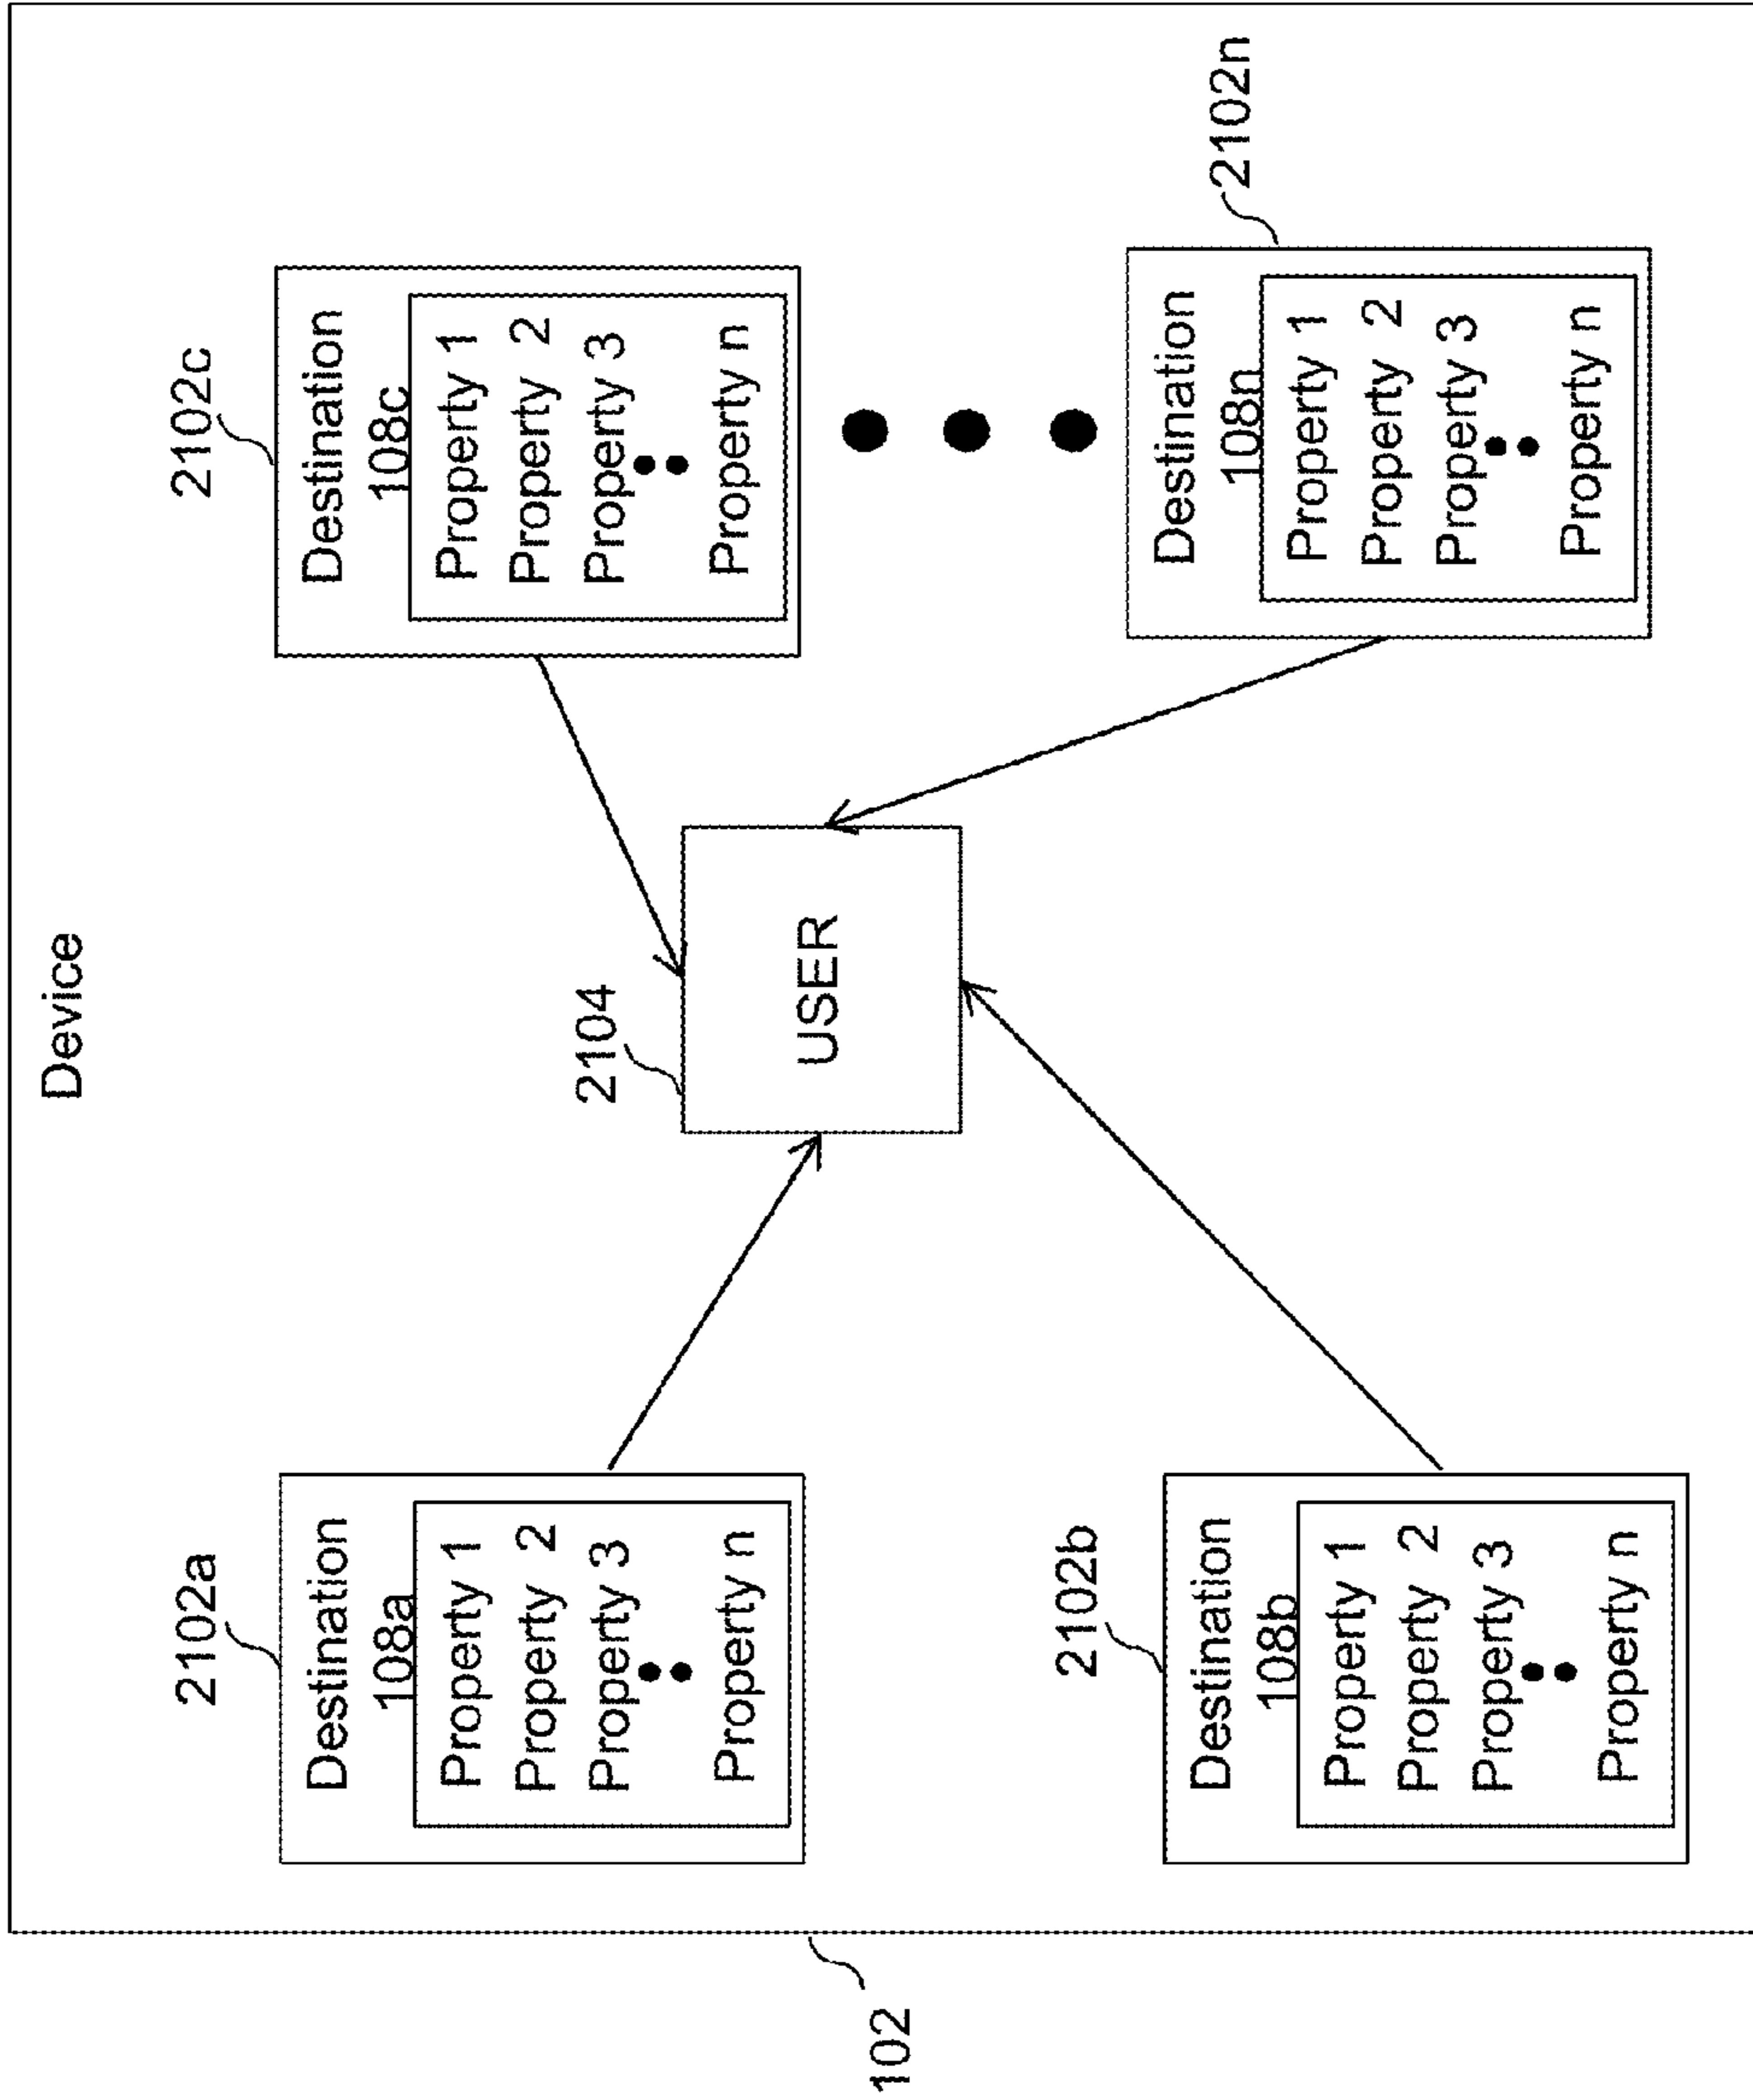 Device
2102a
Destination
108a
Property 1
Property 2
Property 3
Property n
2102c
Destination
108c
Property 1
Property 2
Property 3
Property n
2104
USER
102
2102b
Destination
108b
Property 1
Property 2
Property 3
Property n
2102n
Destination
108n
Property 1
Property 2
Property 3
Property n